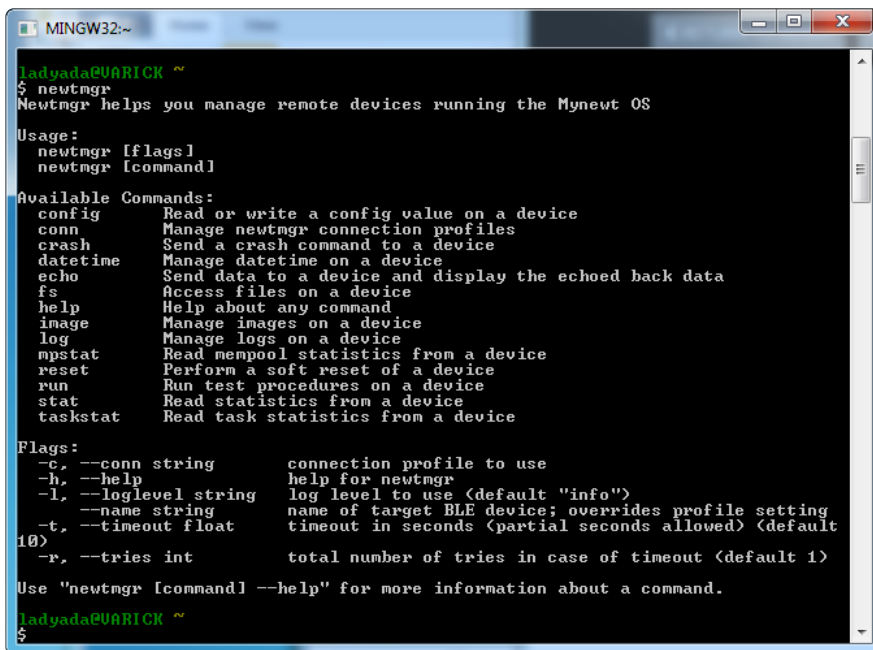 MINGW32:~
ladyada@VARICK ~
$ newtmgr
Newtmgr helps you manage remote devices running the Mynewt OS
Usage:
newtmgr [flags]
newtmgr [command]
Available Commands:
config Read or write a config value on a device
conn Manage newtmgr connection profiles
crash Send a crash command to a device
datetime Manage datetime on a device
echo Send data to a device and display the echoed back data
fs Access files on a device
help Help about any command
image Manage images on a device
log Manage logs on a device
mpstat Read mempool statistics from a device
reset Perform a soft reset of a device
run Run test procedures on a device
stat Read statistics from a device
taskstat Read task statistics from a device
Flags:
-c, --conn string connection profile to use
-h, --help help for newtmgr
-l, --loglevel string log level to use (default "info")
--name string name of target BLE device; overrides profile setting
-t, --timeout float timeout in seconds (partial seconds allowed) (default
10)
-r, --tries int total number of tries in case of timeout (default 1)
Use "newtmgr [command] --help" for more information about a command.
ladyada@VARICK ~
$